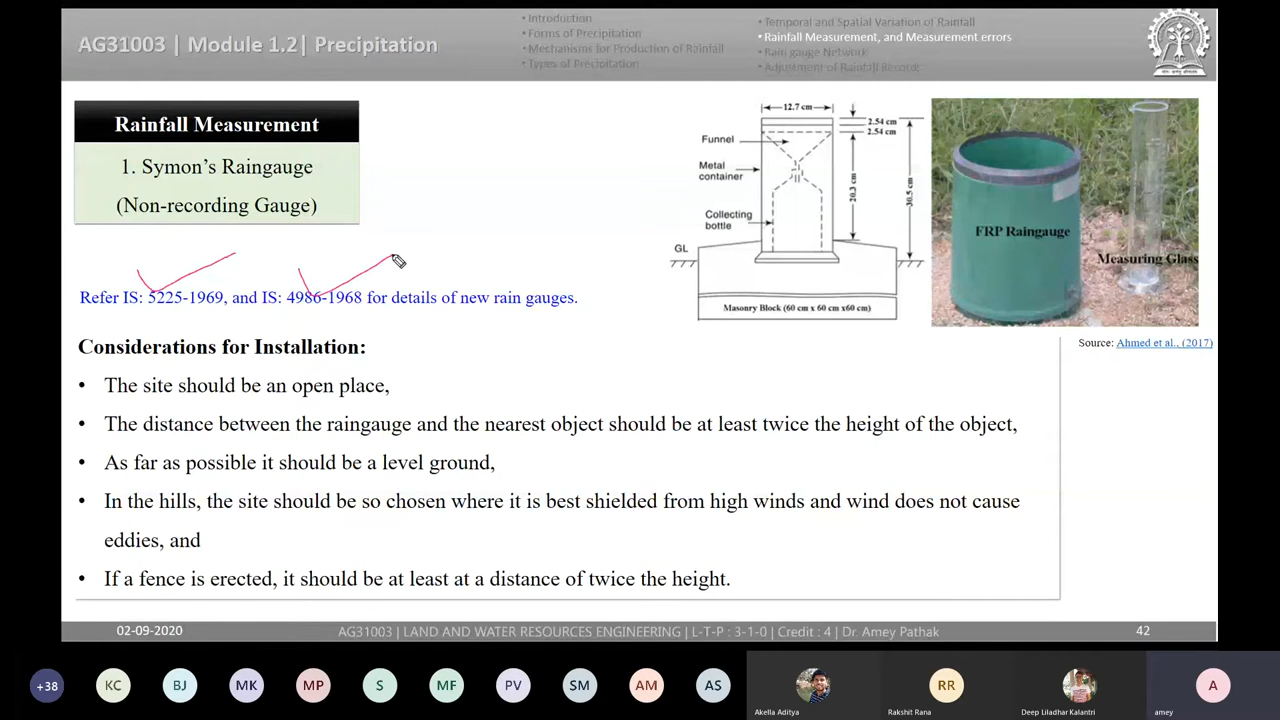 AG31003 | Module 1.2| Precipitation
• Introduction
• Forms of Precipitation
• Mechanisms for Production of Rainfall
• Types of Precipitation
• Temporal and Spatial Variation of Rainfall
• Rainfall Measurement, and Measurement errors
• Rain gauge Network
• Adjustment of Rainfall Records
Rainfall Measurement
1. Symon's Raingauge
(Non-recording Gauge)
12.7 cm
2.54 cm
2.54 cm
Funnel
Metal
container
20.3 cm
30.5 cm
Collecting
bottle
GL
Masonry Block (60 cm x 60 cm x60 cm)
FRP Raingauge
Measuring Glass
Source: Ahmed et al., (2017)
Refer IS: 5225-1969, and IS: 4986-1968 for details of new rain gauges.
Considerations for Installation:
• The site should be an open place,
• The distance between the raingauge and the nearest object should be at least twice the height of the object,
• As far as possible it should be a level ground,
• In the hills, the site should be so chosen where it is best shielded from high winds and wind does not cause
eddies, and
• If a fence is erected, it should be at least at a distance of twice the height.
02-09-2020
AG31003 | LAND AND WATER RESOURCES ENGINEERING | L-T-P : 3-1-0 | Credit : 4 | Dr. Amey Pathak
42
+38
KC
BJ
MK
MP
S
MF
PV
SM
AM
AS
RR
A
Akella Aditya
Rakshit Rana
Deep Liladhar Kalantri
amey